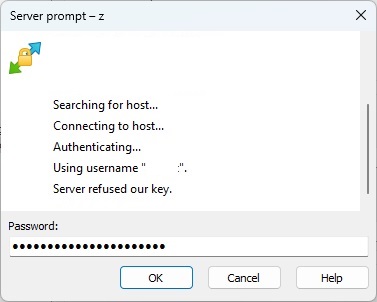 Server prompt – z
Searching for host...
Connecting to host...
Authenticating...
Using username " :".
Server refused our key.
Password:
●●●●●●●●●●●●●●●●●●●●●●
OK
Cancel
Help